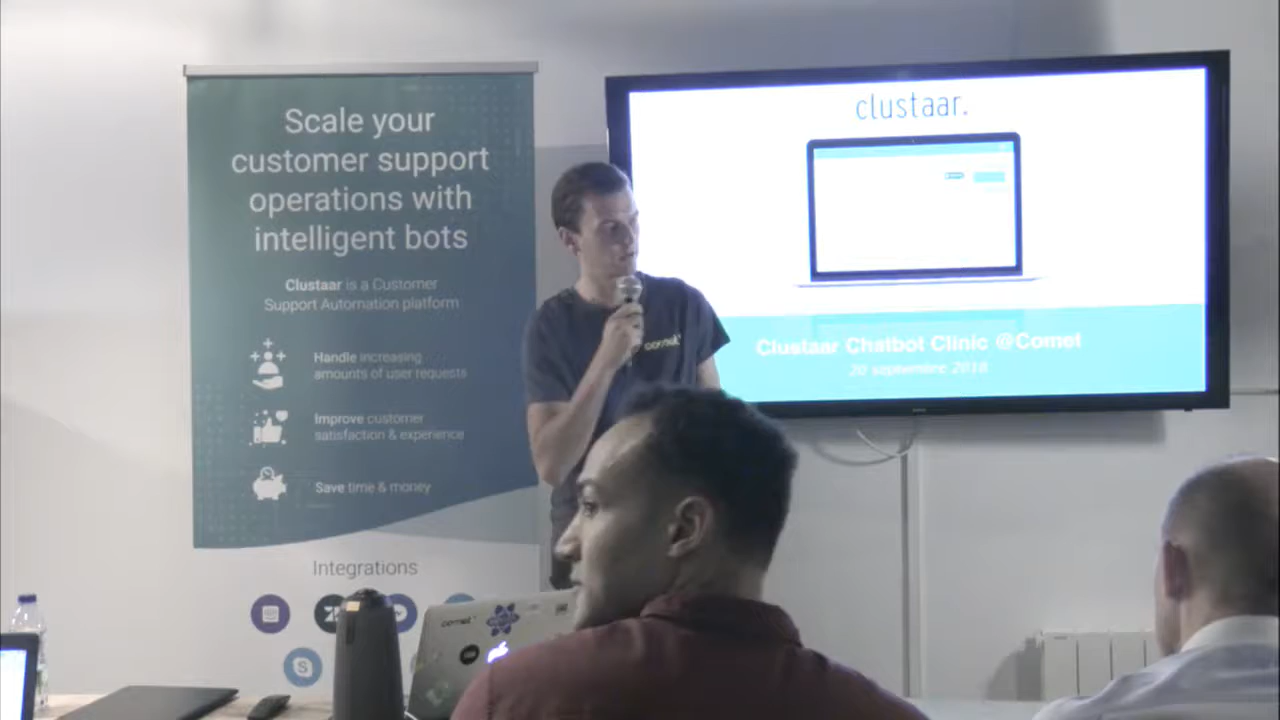 Scale your
customer support
operations with
intelligent bots
Clustaar is a Customer
Support Automation platform
Handle increasing
amounts of user requests
Improve customer
satisfaction & experience
Save time & money
Integrations
clustaar.
Clustaar Chatbot Clinic @Comet
20 septembre 2018
comet
comet